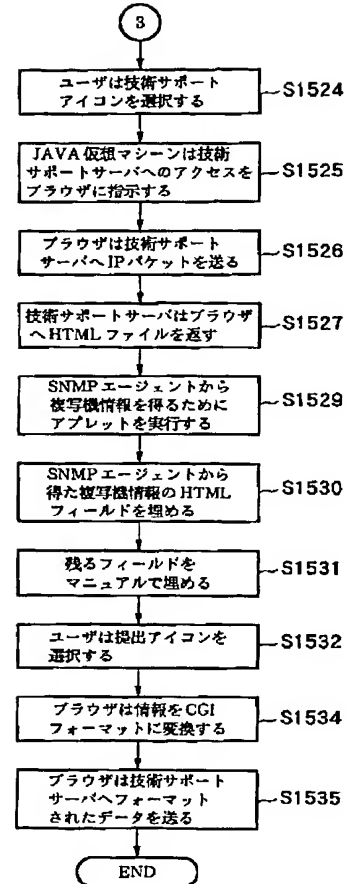 3
ユーザは技術サポート
アイコンを選択する
S1524
JAVA仮想マシーンは技術
サポートサーバへのアクセスを
ブラウザに指示する
S1525
ブラウザは技術サポート
サーバへIPパケットを送る
S1526
技術サポートサーバはブラウザ
へHTMLファイルを返す
S1527
SNMPエージェントから
複写機情報を得るために
アプレットを実行する
S1529
SNMPエージェントから
得た複写機情報のHTML
フィールドを埋める
S1530
残るフィールドを
マニュアルで埋める
S1531
ユーザは提出アイコンを
選択する
S1532
ブラウザは情報をCGI
フォーマットに変換する
S1534
ブラウザは技術サポート
サーバへフォーマット
されたデータを送る
S1535
END